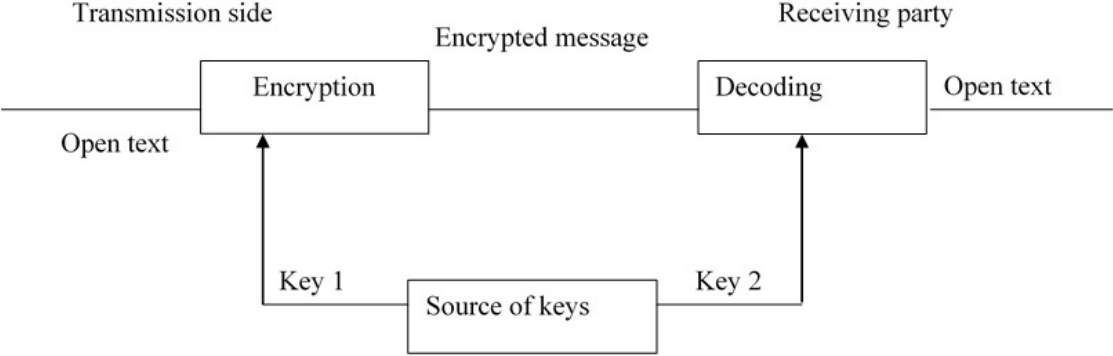 Transmission side
Receiving party
Encrypted message
Encryption
Decoding
Open text
Open text
Key 1
Key 2
Source of keys